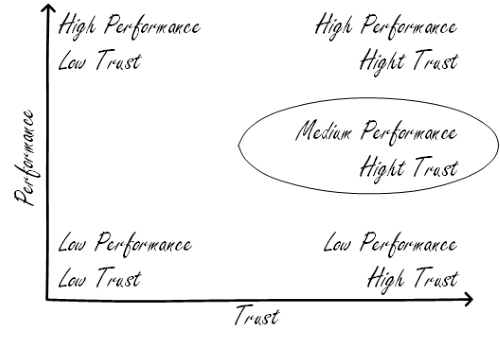 High Performance
Low Trust
High Performance
Hight Trust
Medium Performance
Hight Trust
Performance
Low Performance
Low Trust
Low Performance
High Trust
Trust